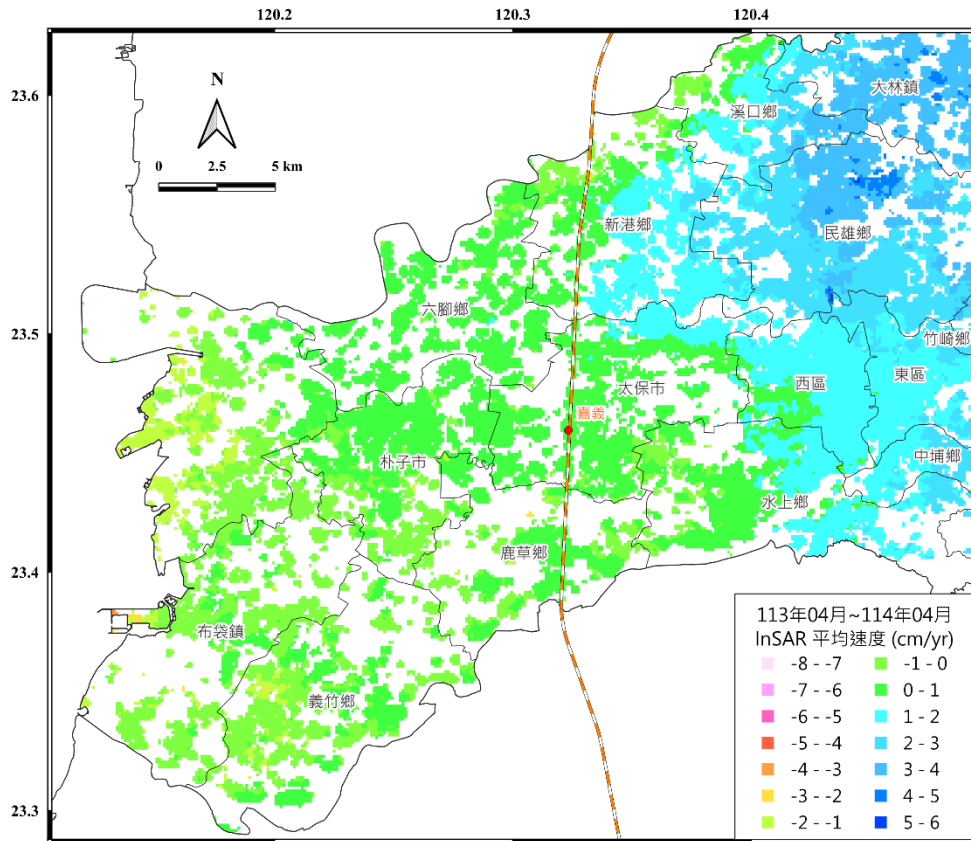 120.2 120.3 120.4
23.6
N
0 2.5 5 km
大林鎮
溪口鄉
新港鄉
民雄鄉
六腳鄉
23.5
竹崎鄉
太保市
西區
東區
嘉義
朴子市
中埔鄉
水上鄉
鹿草鄉
23.4
布袋鎮
義竹鄉
23.3
113年04月~114年04月
InSAR 平均速度 (cm/yr)
-8 - -7 -1 - 0
-7 - -6 0 - 1
-6 - -5 1 - 2
-5 - -4 2 - 3
-4 - -3 3 - 4
-3 - -2 4 - 5
-2 - -1 5 - 6